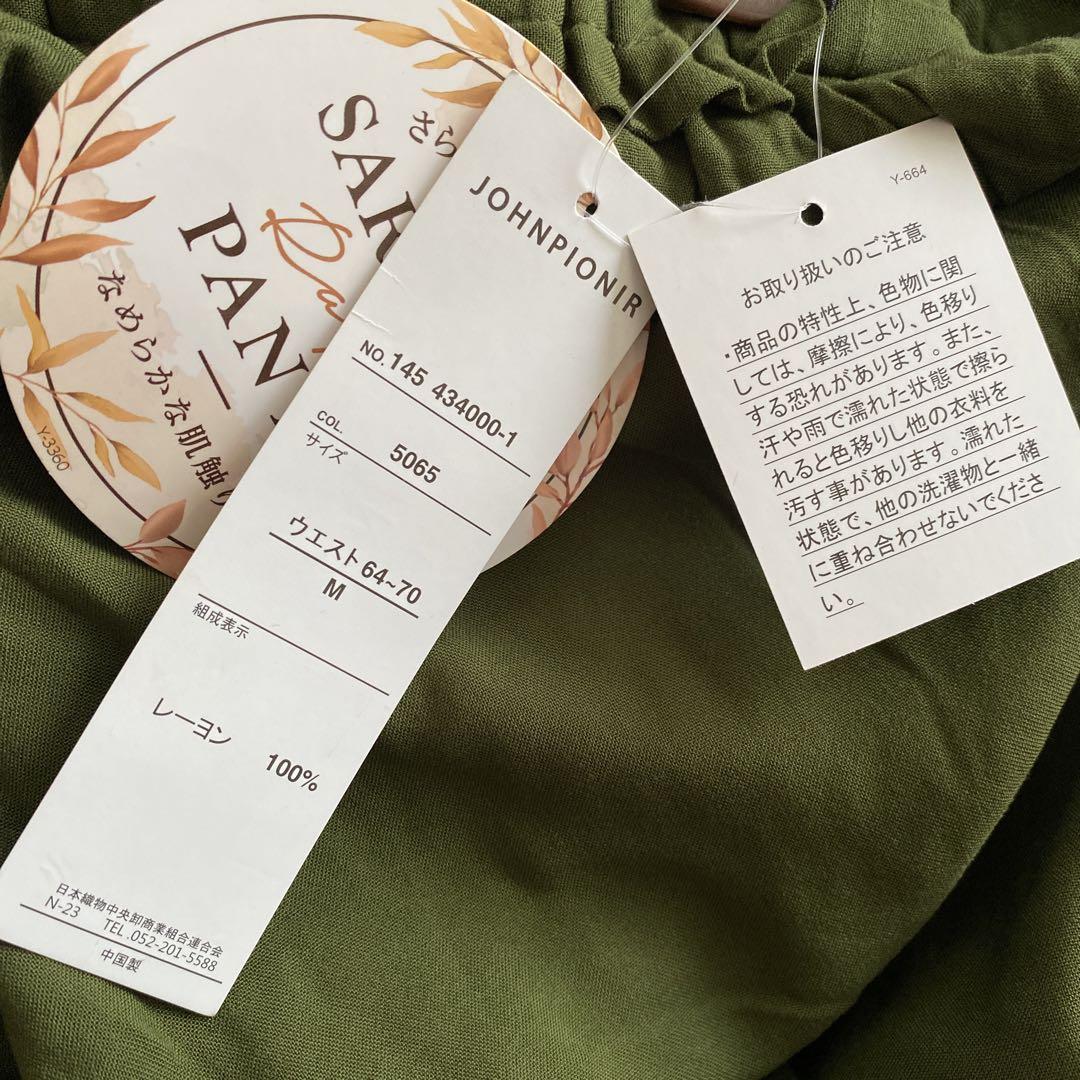 さら
SAR
PAN
なめらかな肌触り
Y-3360
JOHNPIONIR
NO.145 434000-1
COL
サイズ 5065
ウエスト64~70
M
組成表示
レーヨン 100%
日本織物中央卸商業組合連合会
N-23 TEL.052-201-5588
中国製
Y-664
お取り扱いのご注意
・商品の特性上、色物に関
しては、摩擦により、色移り
する恐れがあります。また、
汗や雨で濡れた状態で擦ら
れると色移りし他の衣料を
汚す事があります。濡れた
状態で、他の洗濯物と一緒
に重ね合わせないでくださ
い。